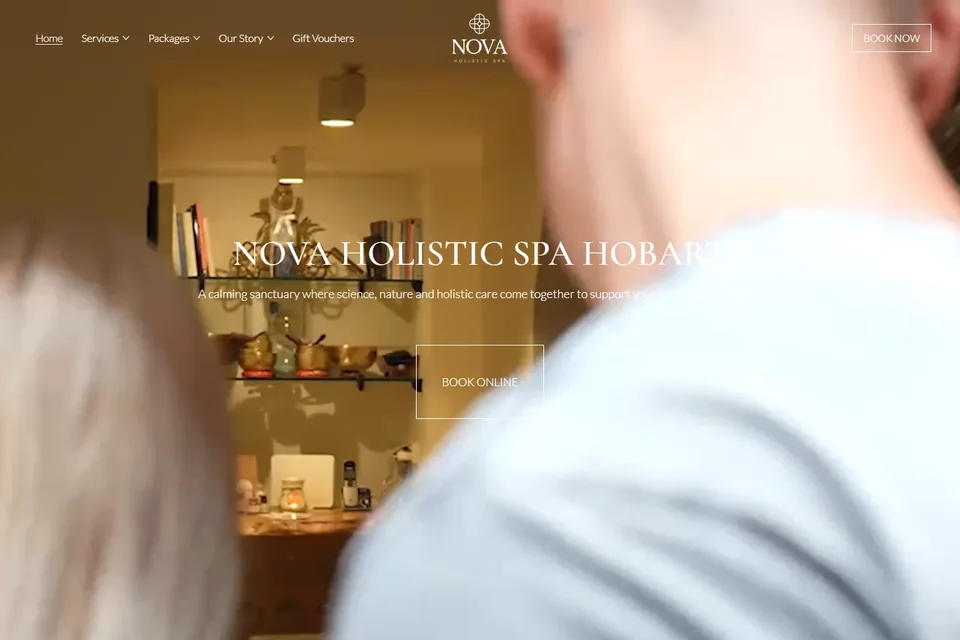 Home Services Packages Our Story Gift Vouchers
NOVA
HOLISTIC SPA
BOOK NOW
NOVA HOLISTIC SPA HOBART
A calming sanctuary where science, nature and holistic care come together to support
BOOK ONLINE